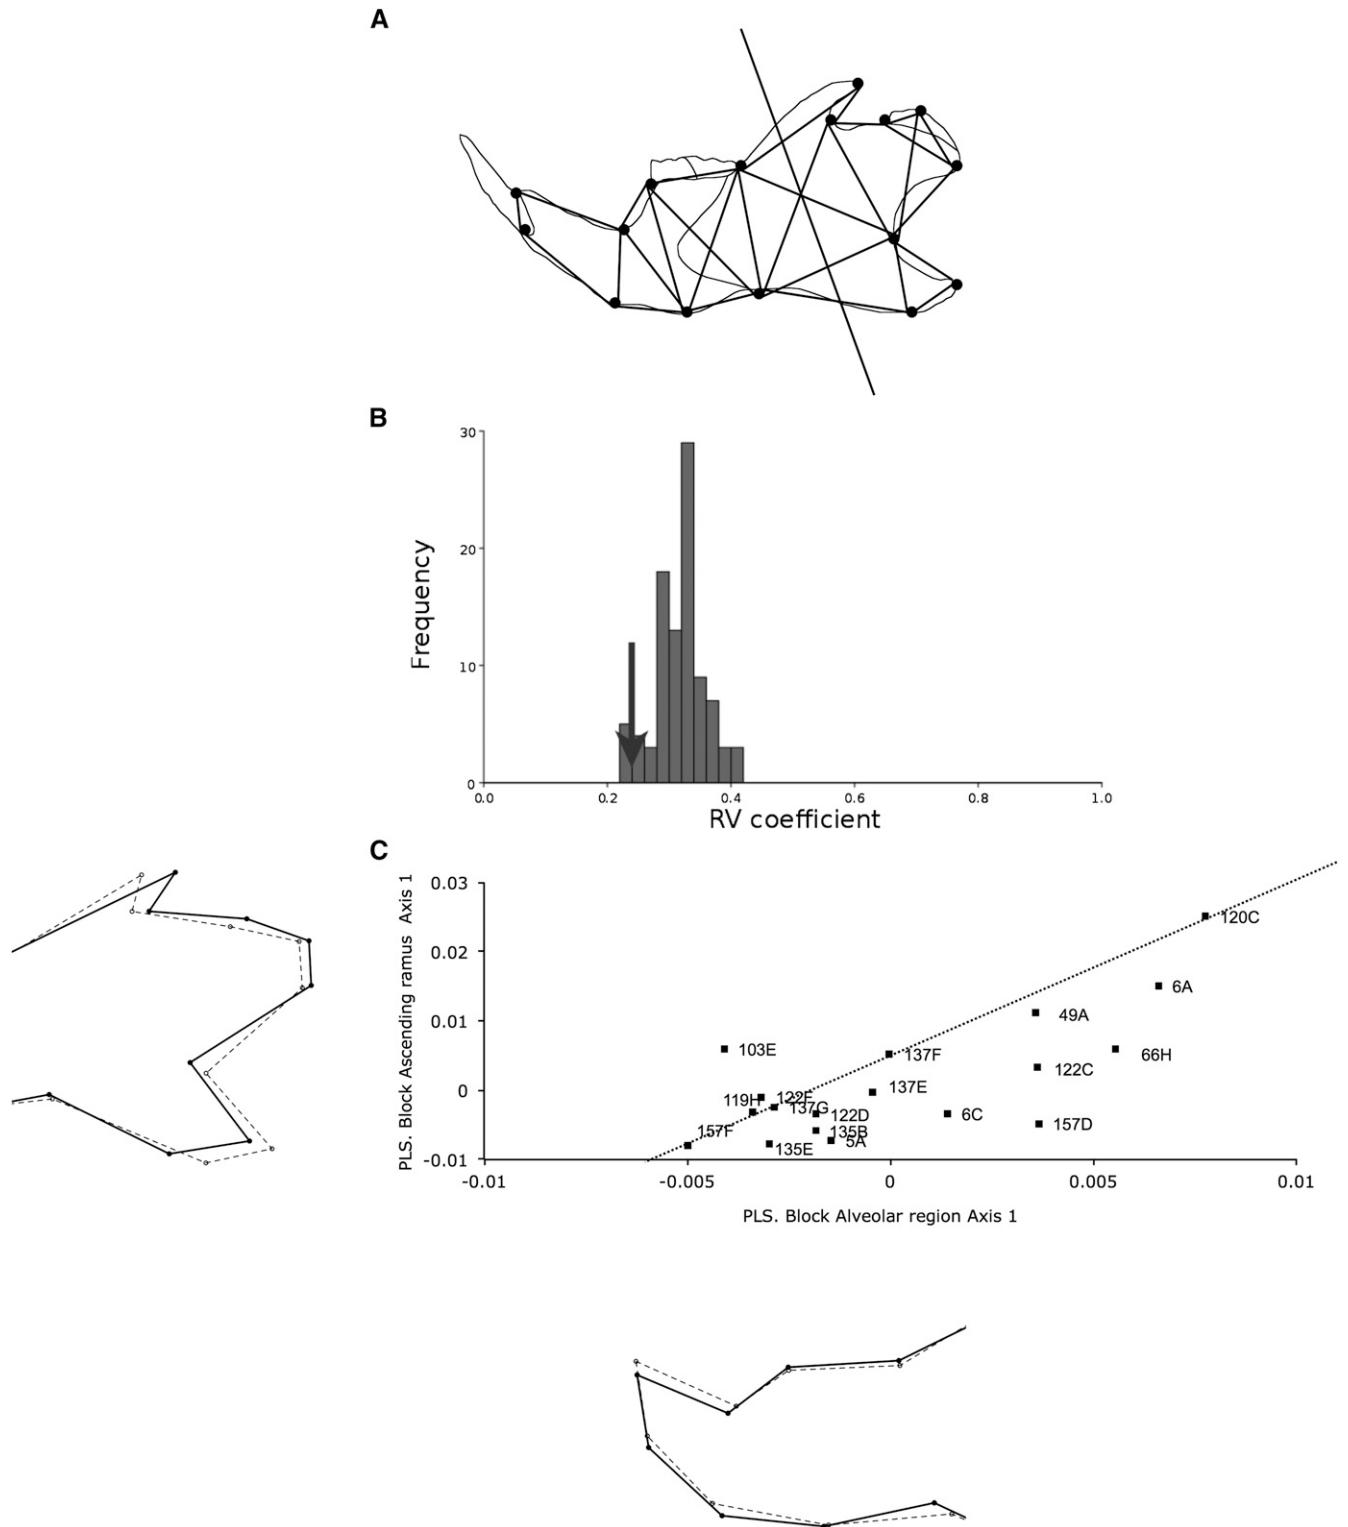 A
B
30
20
10
0
Frequency
0.0 0.2 0.4 0.6 0.8 1.0
RV coefficient
C
PLS. Block Ascending ramus Axis 1
0.03
0.02
0.01
0
-0.01
120C
6A
49A
103E
137F
66H
122C
137E
119H
122F
137G
122D
6C
157D
157F
135B
5A
135E
-0.01 -0.005 0 0.005 0.01
PLS. Block Alveolar region Axis 1